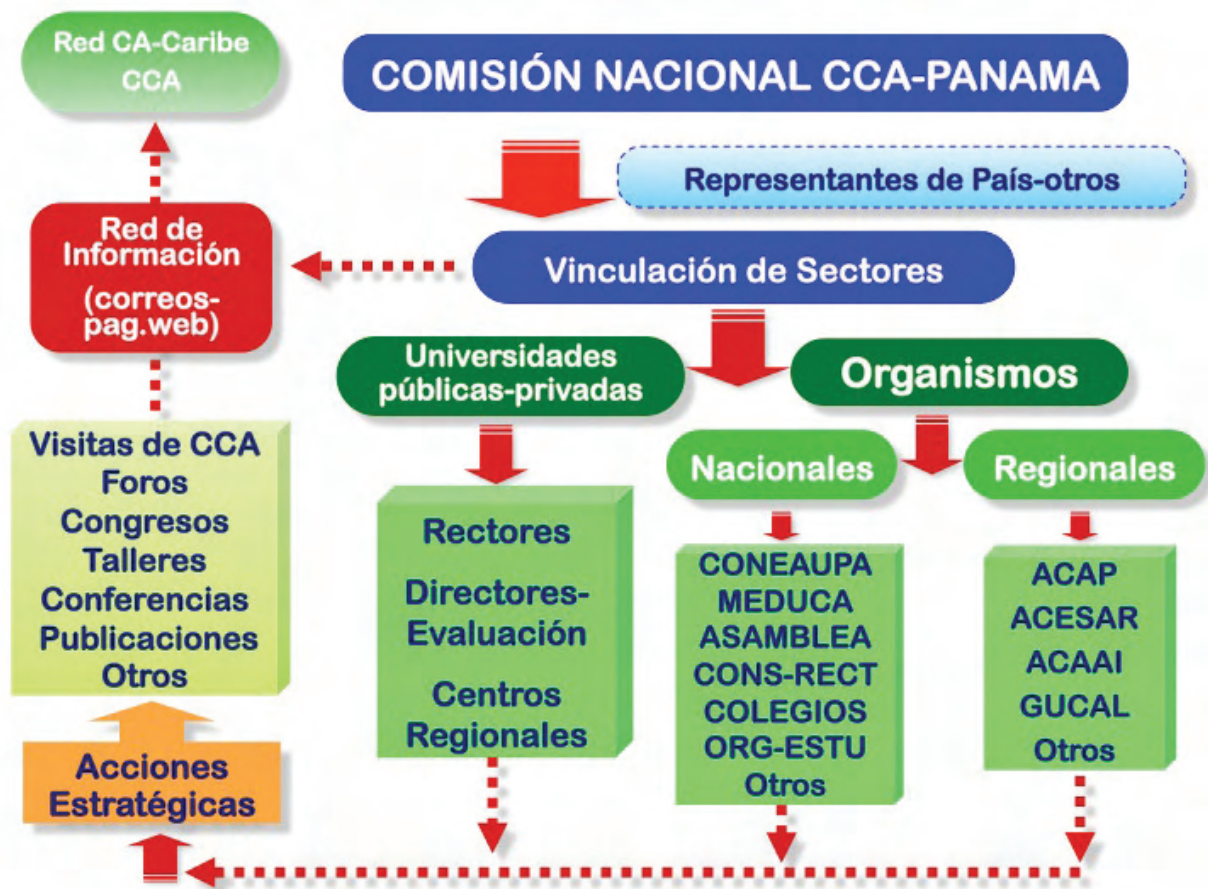 Red CA-Caribe
CCA
COMISIÓN NACIONAL CCA-PANAMA
Representantes de País-otros
Red de
Información
(correos-
pag.web)
Vinculación de Sectores
Universidades
públicas-privadas
Organismos
Nacionales
Regionales
Visitas de CCA
Foros
Congresos
Talleres
Conferencias
Publicaciones
Otros
Rectores
Directores-
Evaluación
Centros
Regionales
CONEAUPA
MEDUCA
ASAMBLEA
CONS-RECT
COLEGIOS
ORG-ESTU
Otros
ACAP
ACESAR
ACAAI
GUCAL
Otros
Acciones
Estratégicas